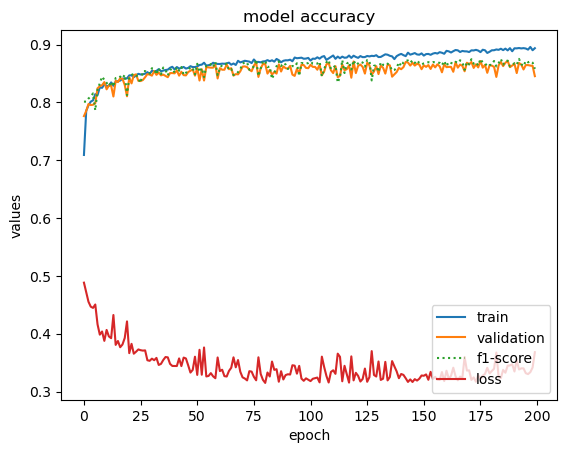 model accuracy
values
0.9
0.8
0.7
0.6
0.5
0.4
0.3
train
validation
f1-score
loss
0 25 50 75 100 125 150 175 200
epoch